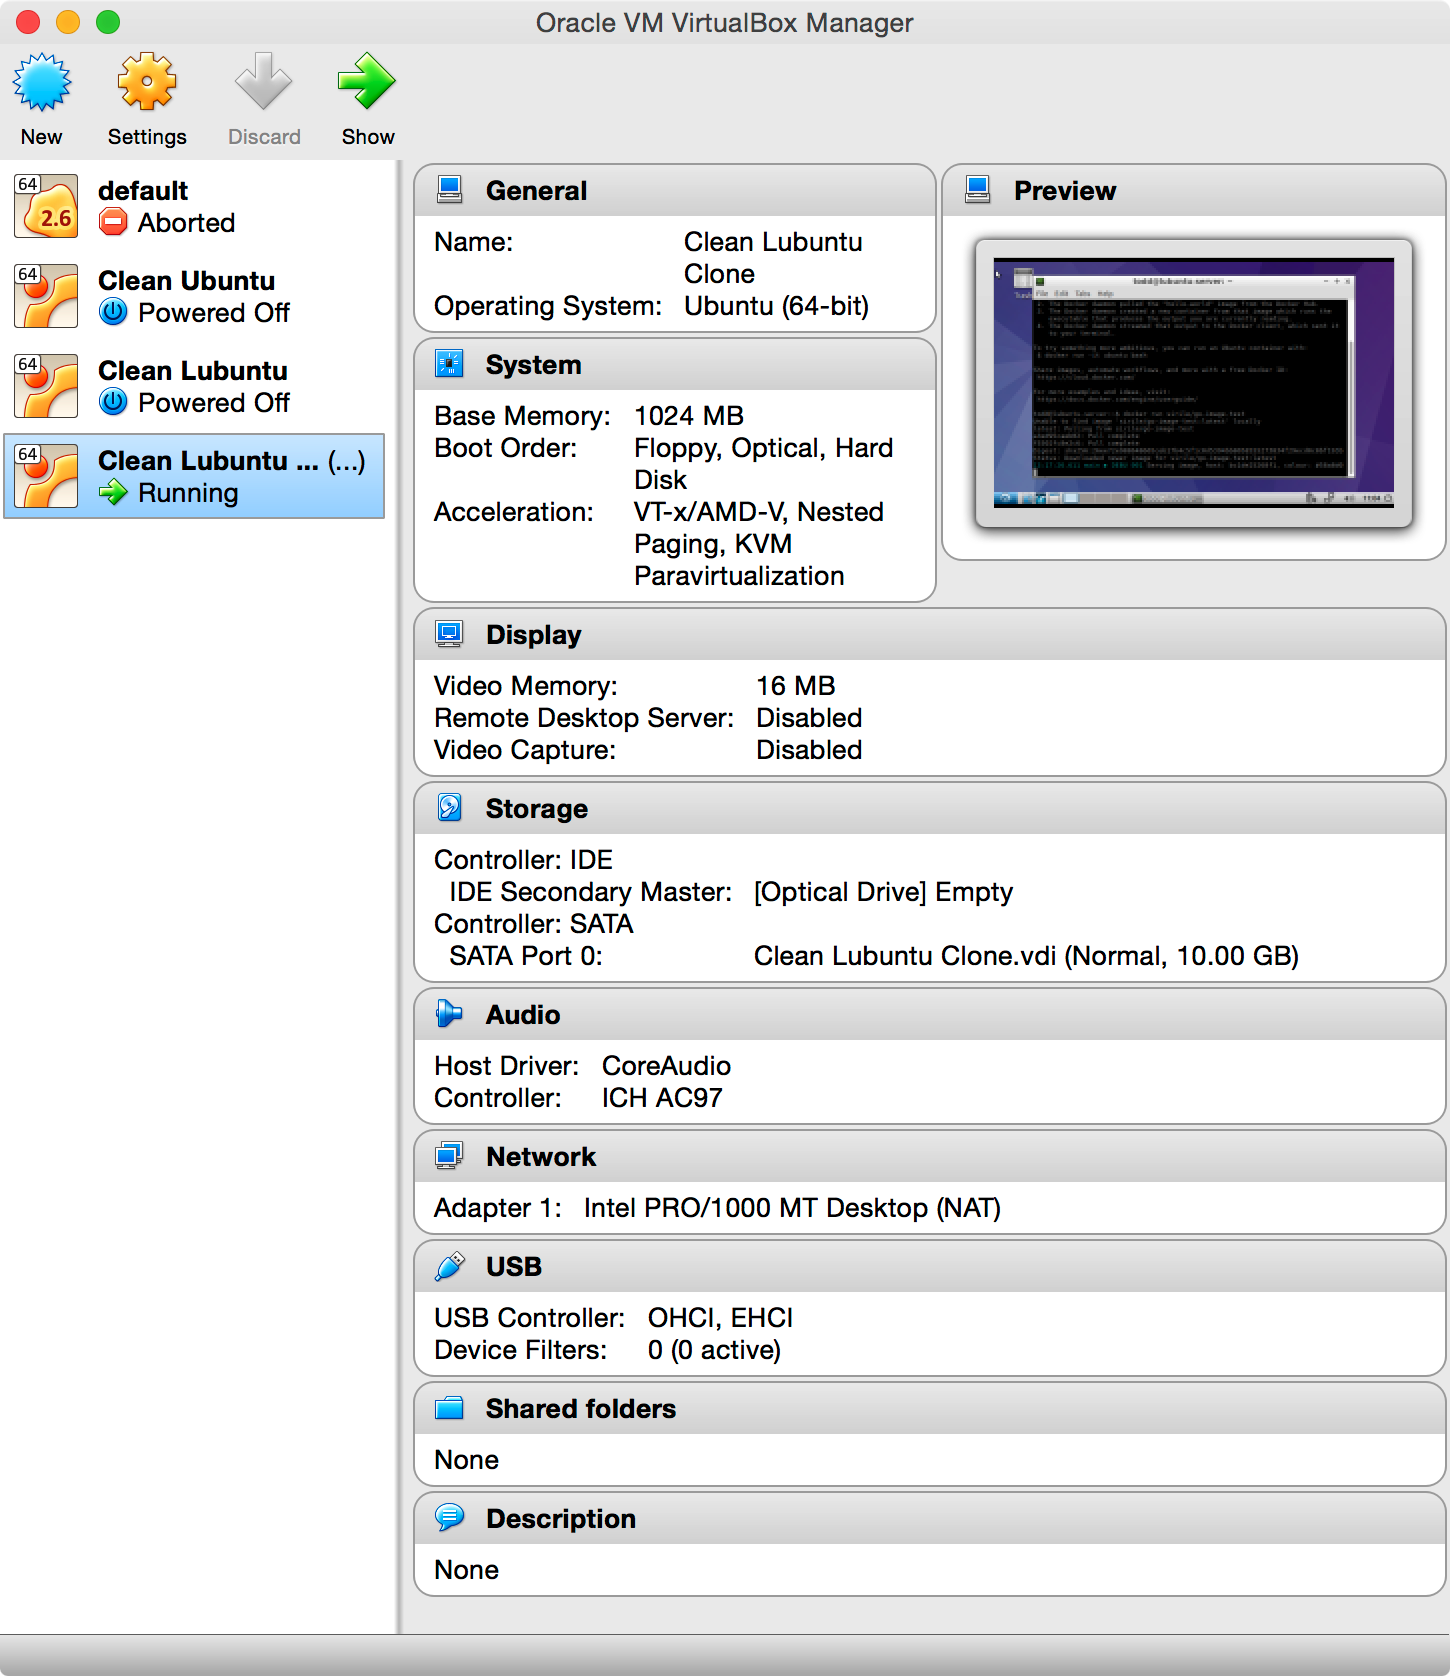 Oracle VM VirtualBox Manager
New
Settings
Discard
Show
64
2.6
default
Aborted
64
Clean Ubuntu
Powered Off
64
Clean Lubuntu
Powered Off
64
Clean Lubuntu ... (...)
Running
General
Name: Clean Lubuntu
Clone
Operating System: Ubuntu (64-bit)
System
Base Memory: 1024 MB
Boot Order: Floppy, Optical, Hard
Disk
Acceleration: VT-x/AMD-V, Nested
Paging, KVM
Paravirtualization
Preview
Display
Video Memory: 16 MB
Remote Desktop Server: Disabled
Video Capture: Disabled
Storage
Controller: IDE
IDE Secondary Master: [Optical Drive] Empty
Controller: SATA
SATA Port 0: Clean Lubuntu Clone.vdi (Normal, 10.00 GB)
Audio
Host Driver: CoreAudio
Controller: ICH AC97
Network
Adapter 1: Intel PRO/1000 MT Desktop (NAT)
USB
USB Controller: OHCI, EHCI
Device Filters: 0 (0 active)
Shared folders
None
Description
None